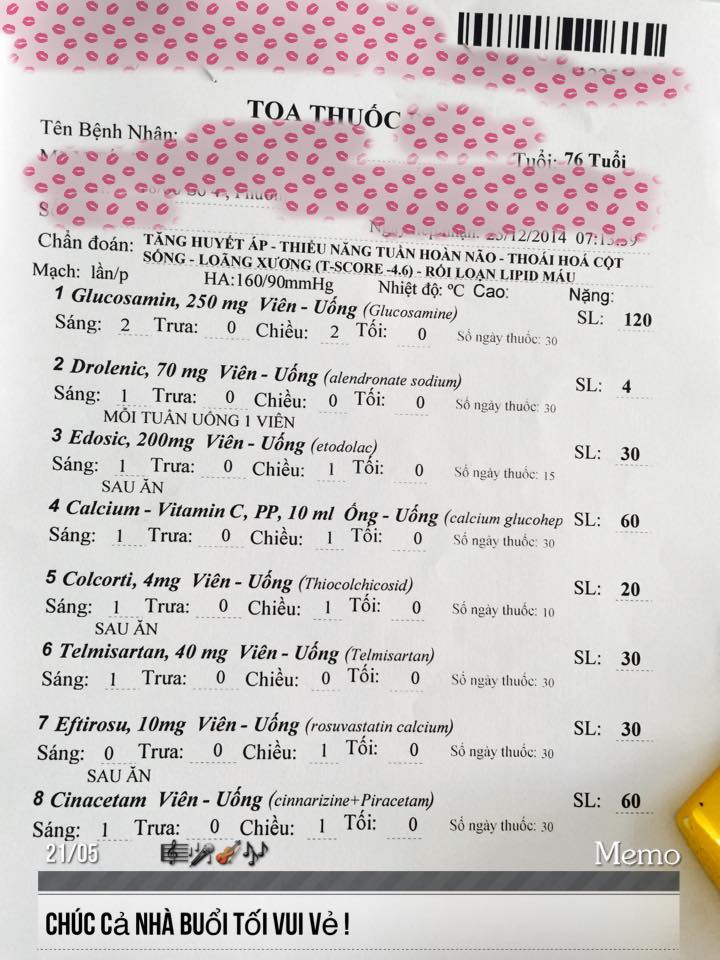 TOA THUỐC
Tên Bệnh Nhân:
Tuổi: 76 Tuổi
23/12/2014 07:13:39
Chẩn đoán: TĂNG HUYẾT ÁP - THIỂU NĂNG TUẦN HOÀN NÃO - THOÁI HOÁ CỘT
SỐNG - LOÃNG XƯƠNG (T-SCORE -4.6) - RỐI LOẠN LIPID MÁU
Mạch: lần/p HA:160/90mmHg Nhiệt độ: ºC Cao: Nặng:
1 Glucosamin, 250 mg Viên - Uống (Glucosamine) SL: 120
Sáng: 2 Trưa: 0 Chiều: 2 Tối: 0 Số ngày thuốc: 30
2 Drolenic, 70 mg Viên - Uống (alendronate sodium) SL: 4
Sáng: 1 Trưa: 0 Chiều: 0 Tối: 0 Số ngày thuốc: 30
MỖI TUẦN UỐNG 1 VIÊN
3 Edosic, 200mg Viên - Uống (etodolac) SL: 30
Sáng: 1 Trưa: 0 Chiều: 1 Tối: 0 Số ngày thuốc: 15
SAU ĂN
4 Calcium - Vitamin C, PP, 10 ml Ống - Uống (calcium glucohep SL: 60
Sáng: 1 Trưa: 0 Chiều: 1 Tối: 0 Số ngày thuốc: 30
5 Colcorti, 4mg Viên - Uống (Thiocolchicosid) SL: 20
Sáng: 1 Trưa: 0 Chiều: 1 Tối: 0 Số ngày thuốc: 10
SAU ĂN
6 Telmisartan, 40 mg Viên - Uống (Telmisartan) SL: 30
Sáng: 1 Trưa: 0 Chiều: 0 Tối: 0 Số ngày thuốc: 30
7 Eftirosu, 10mg Viên - Uống (rosuvastatin calcium) SL: 30
Sáng: 0 Trưa: 0 Chiều: 1 Tối: 0 Số ngày thuốc: 30
SAU ĂN
8 Cinacetam Viên - Uống (cinnarizine+Piracetam) SL: 60
Sáng: 1 Trưa: 0 Chiều: 1 Tối: 0 Số ngày thuốc: 30
21/05 Memo
CHÚC Cả NHÀ BUổI TốI VUI Vẻ !